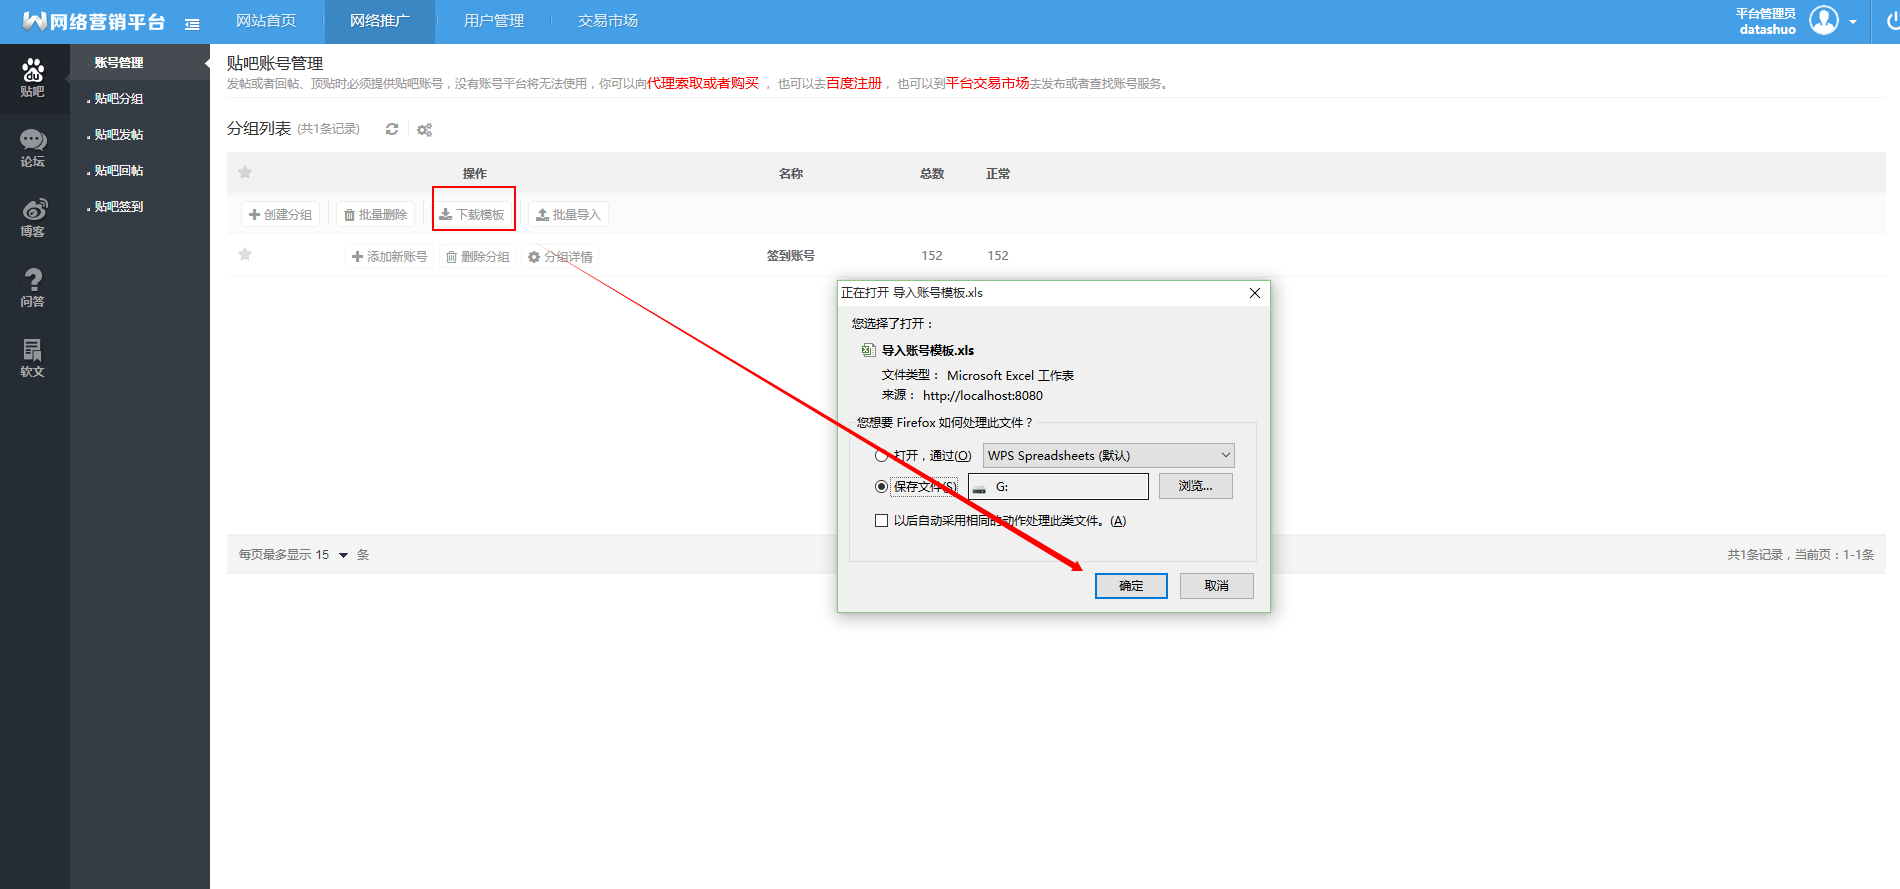 网络营销平台
网站首页 网络推广 用户管理 交易市场
平台管理员
datashuo
贴吧
论坛
博客
问答
软文
账号管理
贴吧分组
贴吧发帖
贴吧回帖
贴吧签到
贴吧账号管理
发帖或者回帖、顶贴时必须提供贴吧账号，没有账号平台将无法使用，你可以向代理索取或者购买 ，也可以去百度注册，也可以到平台交易市场去发布或者查找账号服务。
分组列表 (共1条记录)
操作 名称 总数 正常
创建分组 批量删除 下载模板 批量导入
添加新账号 删除分组 分组详情 签到账号 152 152
每页最多显示 15 条
共1条记录，当前页：1-1条
正在打开 导入账号模板.xls
您选择了打开：
导入账号模板.xls
文件类型： Microsoft Excel 工作表
来源： http://localhost:8080
您想要 Firefox 如何处理此文件？
打开，通过(O) WPS Spreadsheets (默认)
保存文件(S) G: 浏览...
以后自动采用相同的动作处理此类文件。(A)
确定 取消